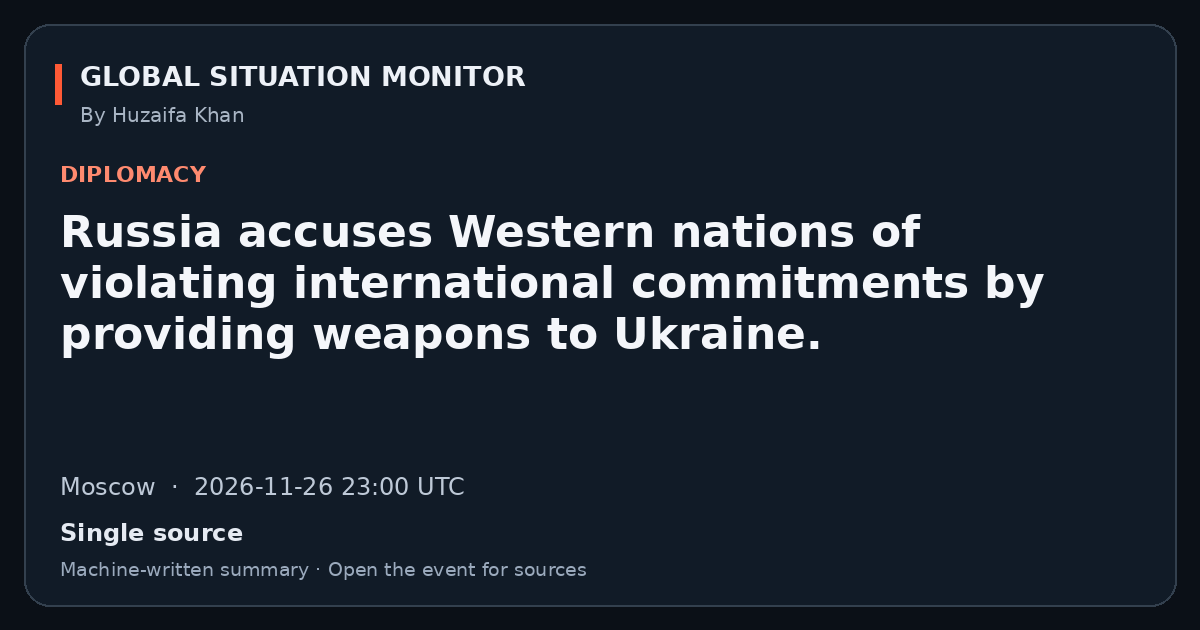 GLOBAL SITUATION MONITOR
By Huzaifa Khan
DIPLOMACY
Russia accuses Western nations of
violating international commitments by
providing weapons to Ukraine.
Moscow · 2026-11-26 23:00 UTC
Single source
Machine-written summary · Open the event for sources